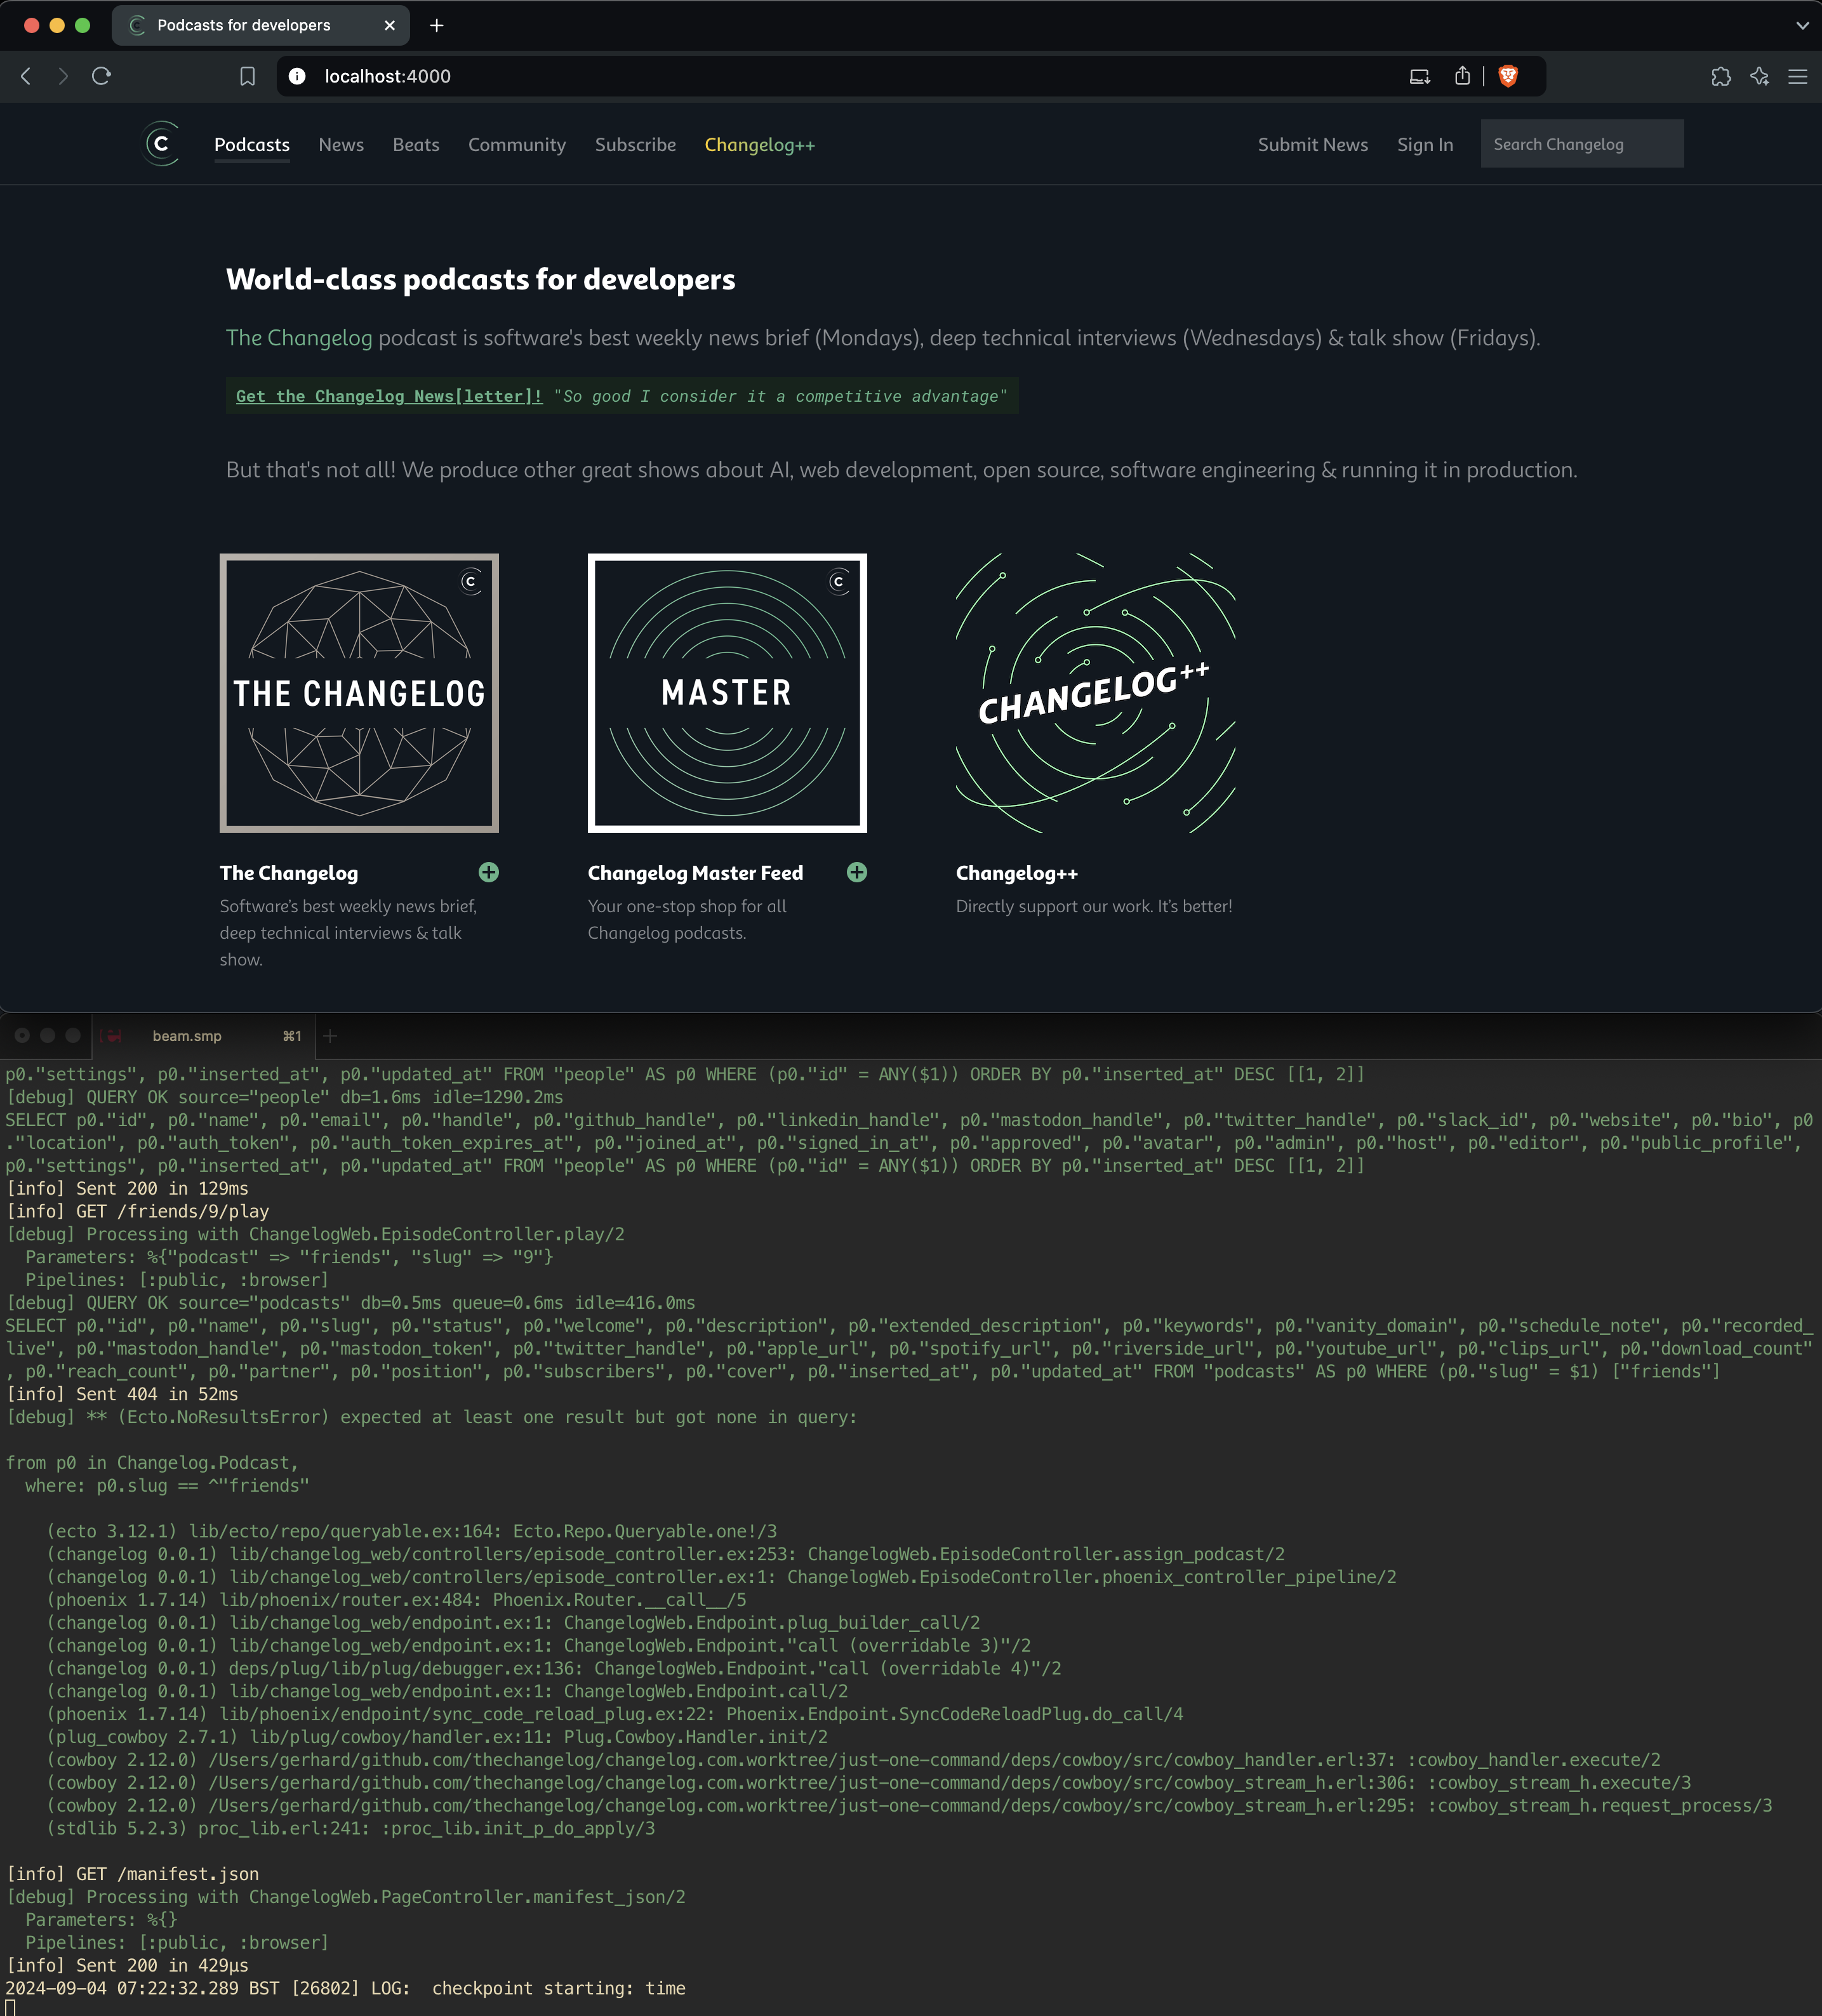 Podcasts for developers
localhost:4000
C Podcasts News Beats Community Subscribe Changelog++ Submit News Sign In Search Changelog
World-class podcasts for developers
The Changelog podcast is software's best weekly news brief (Mondays), deep technical interviews (Wednesdays) & talk show (Fridays).
Get the Changelog News[letter]! "So good I consider it a competitive advantage"
But that's not all! We produce other great shows about AI, web development, open source, software engineering & running it in production.
C
THE CHANGELOG
C
MASTER
CHANGELOG++
The Changelog
Software's best weekly news brief,
deep technical interviews & talk
show.
Changelog Master Feed
Your one-stop shop for all
Changelog podcasts.
Changelog++
Directly support our work. It's better!
beam.smp ⌘1
p0."settings", p0."inserted_at", p0."updated_at" FROM "people" AS p0 WHERE (p0."id" = ANY($1)) ORDER BY p0."inserted_at" DESC [[1, 2]]
[debug] QUERY OK source="people" db=1.6ms idle=1290.2ms
SELECT p0."id", p0."name", p0."email", p0."handle", p0."github_handle", p0."linkedin_handle", p0."mastodon_handle", p0."twitter_handle", p0."slack_id", p0."website", p0."bio", p0
."location", p0."auth_token", p0."auth_token_expires_at", p0."joined_at", p0."signed_in_at", p0."approved", p0."avatar", p0."admin", p0."host", p0."editor", p0."public_profile",
p0."settings", p0."inserted_at", p0."updated_at" FROM "people" AS p0 WHERE (p0."id" = ANY($1)) ORDER BY p0."inserted_at" DESC [[1, 2]]
[info] Sent 200 in 129ms
[info] GET /friends/9/play
[debug] Processing with ChangelogWeb.EpisodeController.play/2
  Parameters: %{"podcast" => "friends", "slug" => "9"}
  Pipelines: [:public, :browser]
[debug] QUERY OK source="podcasts" db=0.5ms queue=0.6ms idle=416.0ms
SELECT p0."id", p0."name", p0."slug", p0."status", p0."welcome", p0."description", p0."extended_description", p0."keywords", p0."vanity_domain", p0."schedule_note", p0."recorded_
live", p0."mastodon_handle", p0."mastodon_token", p0."twitter_handle", p0."apple_url", p0."spotify_url", p0."riverside_url", p0."youtube_url", p0."clips_url", p0."download_count"
, p0."reach_count", p0."partner", p0."position", p0."subscribers", p0."cover", p0."inserted_at", p0."updated_at" FROM "podcasts" AS p0 WHERE (p0."slug" = $1) ["friends"]
[info] Sent 404 in 52ms
[debug] ** (Ecto.NoResultsError) expected at least one result but got none in query:
from p0 in Changelog.Podcast,
  where: p0.slug == ^"friends"
    (ecto 3.12.1) lib/ecto/repo/queryable.ex:164: Ecto.Repo.Queryable.one!/3
    (changelog 0.0.1) lib/changelog_web/controllers/episode_controller.ex:253: ChangelogWeb.EpisodeController.assign_podcast/2
    (changelog 0.0.1) lib/changelog_web/controllers/episode_controller.ex:1: ChangelogWeb.EpisodeController.phoenix_controller_pipeline/2
    (phoenix 1.7.14) lib/phoenix/router.ex:484: Phoenix.Router.__call__/5
    (changelog 0.0.1) lib/changelog_web/endpoint.ex:1: ChangelogWeb.Endpoint.plug_builder_call/2
    (changelog 0.0.1) lib/changelog_web/endpoint.ex:1: ChangelogWeb.Endpoint."call (overridable 3)"/2
    (changelog 0.0.1) deps/plug/lib/plug/debugger.ex:136: ChangelogWeb.Endpoint."call (overridable 4)"/2
    (changelog 0.0.1) lib/changelog_web/endpoint.ex:1: ChangelogWeb.Endpoint.call/2
    (phoenix 1.7.14) lib/phoenix/endpoint/sync_code_reload_plug.ex:22: Phoenix.Endpoint.SyncCodeReloadPlug.do_call/4
    (plug_cowboy 2.7.1) lib/plug/cowboy/handler.ex:11: Plug.Cowboy.Handler.init/2
    (cowboy 2.12.0) /Users/gerhard/github.com/thechangelog/changelog.com.worktree/just-one-command/deps/cowboy/src/cowboy_handler.erl:37: :cowboy_handler.execute/2
    (cowboy 2.12.0) /Users/gerhard/github.com/thechangelog/changelog.com.worktree/just-one-command/deps/cowboy/src/cowboy_stream_h.erl:306: :cowboy_stream_h.execute/3
    (cowboy 2.12.0) /Users/gerhard/github.com/thechangelog/changelog.com.worktree/just-one-command/deps/cowboy/src/cowboy_stream_h.erl:295: :cowboy_stream_h.request_process/3
    (stdlib 5.2.3) proc_lib.erl:241: :proc_lib.init_p_do_apply/3
[info] GET /manifest.json
[debug] Processing with ChangelogWeb.PageController.manifest_json/2
  Parameters: %{}
  Pipelines: [:public, :browser]
[info] Sent 200 in 429µs
2024-09-04 07:22:32.289 BST [26802] LOG:  checkpoint starting: time